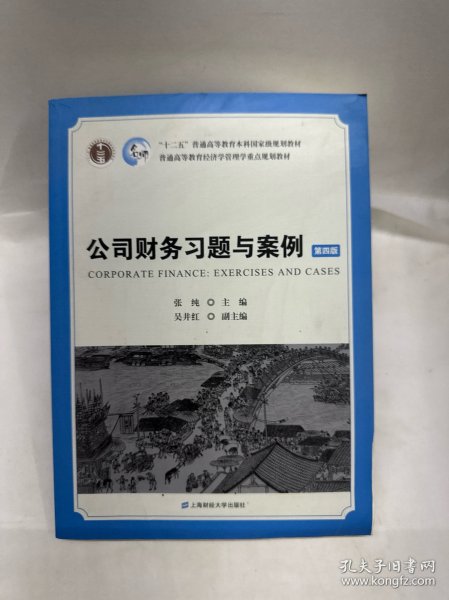 “十二五”普通高等教育本科国家级规划教材
普通高等教育经济学管理学重点规划教材
公司财务习题与案例 第四版
CORPORATE FINANCE: EXERCISES AND CASES
张 纯 ◎ 主 编
吴井红 ◎ 副主编
上海财经大学出版社
孔夫子旧书网
www.kongfz.com